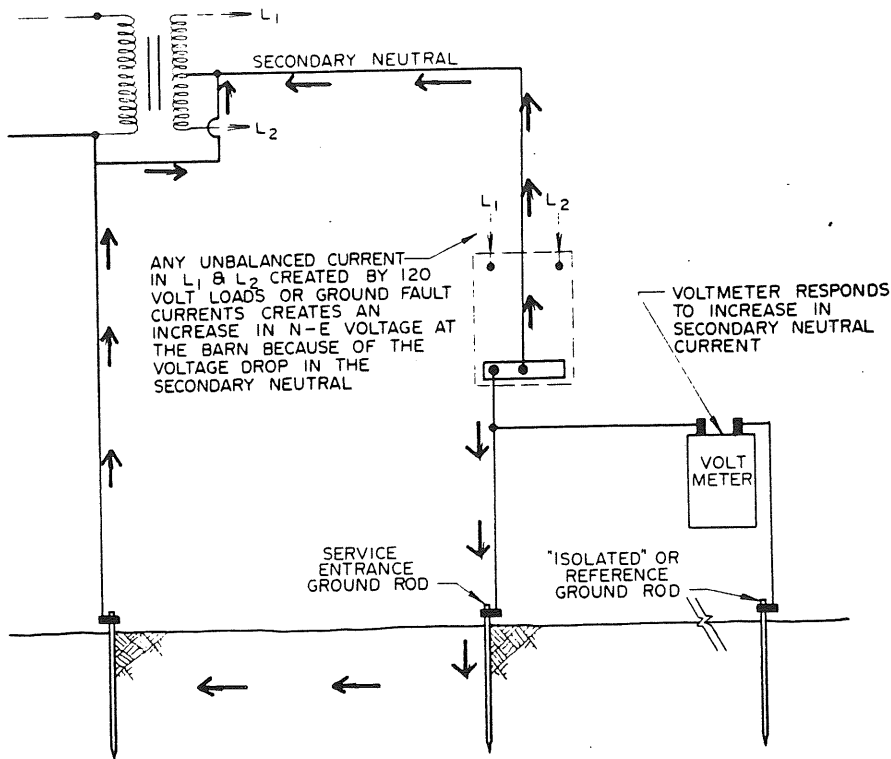 L1
SECONDARY NEUTRAL
L2
L1
L2
ANY UNBALANCED CURRENT
IN L1 & L2 CREATED BY 120
VOLT LOADS OR GROUND FAULT
CURRENTS CREATES AN
INCREASE IN N-E VOLTAGE AT
THE BARN BECAUSE OF THE
VOLTAGE DROP IN THE
SECONDARY NEUTRAL
VOLTMETER RESPONDS
TO INCREASE IN
SECONDARY NEUTRAL
CURRENT
VOLT
METER
SERVICE
ENTRANCE
GROUND ROD
"ISOLATED" OR
REFERENCE
GROUND ROD